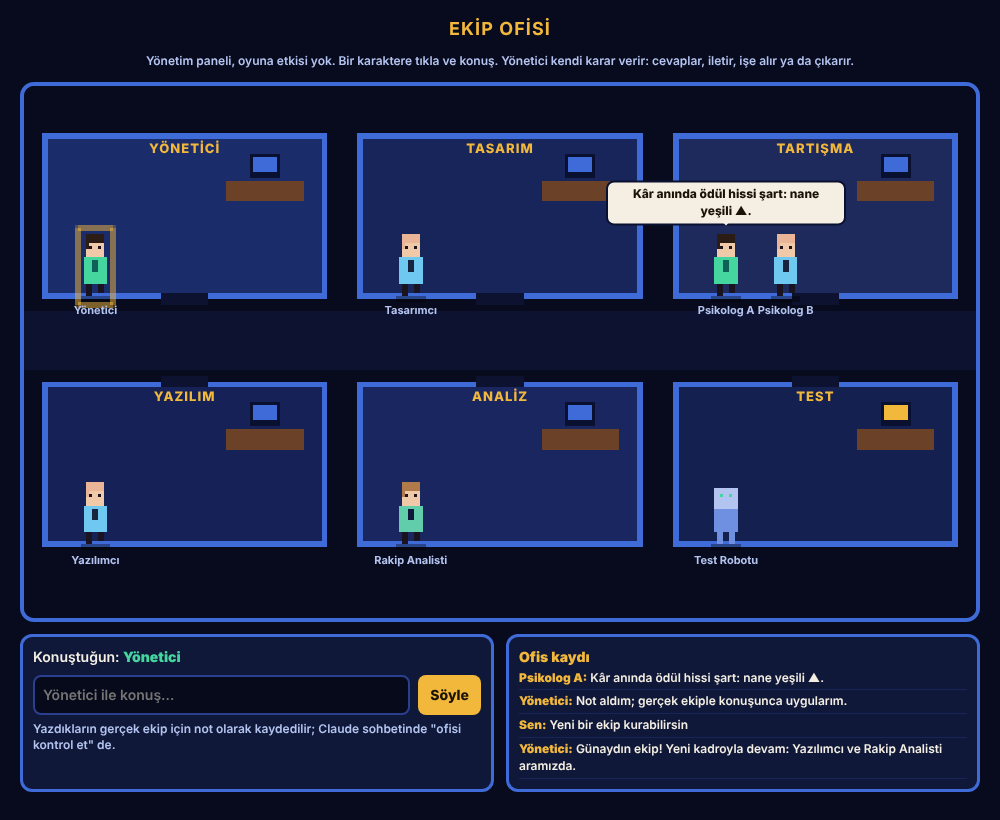 EKİP OFİSİ
Yönetim paneli, oyuna etkisi yok. Bir karaktere tıkla ve konuş. Yönetici kendi karar verir: cevaplar, iletir, işe alır ya da çıkarır.
YÖNETİCİ
TASARIM
TARTIŞMA
Kâr anında ödül hissi şart: nane
yeşili ▲.
Yönetici
Tasarımcı
Psikolog A Psikolog B
YAZILIM
ANALİZ
TEST
Yazılımcı
Rakip Analisti
Test Robotu
Konuştuğun: Yönetici
Yönetici ile konuş...
Söyle
Yazdıkların gerçek ekip için not olarak kaydedilir; Claude sohbetinde "ofisi
kontrol et" de.
Ofis kaydı
Psikolog A: Kâr anında ödül hissi şart: nane yeşili ▲.
Yönetici: Not aldım; gerçek ekiple konuşunca uygularım.
Sen: Yeni bir ekip kurabilirsin
Yönetici: Günaydın ekip! Yeni kadroyla devam: Yazılımcı ve Rakip Analisti
aramızda.